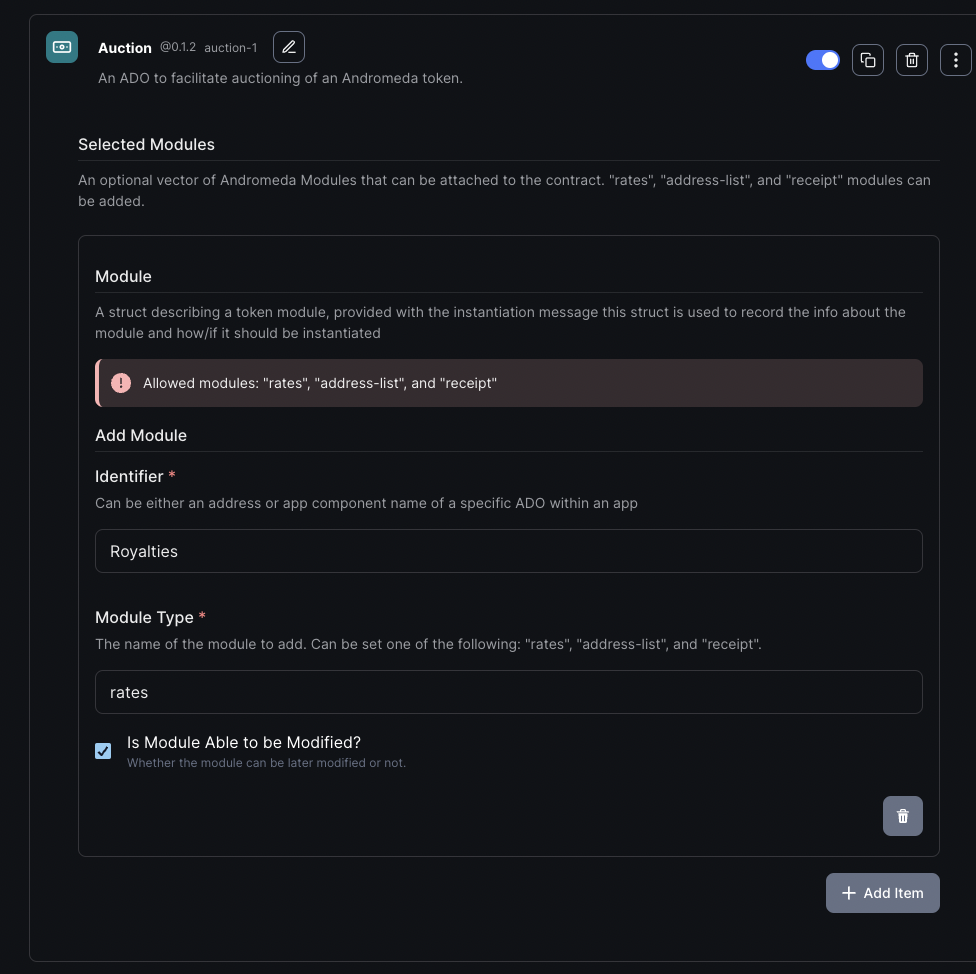 Auction @0.1.2 auction-1
An ADO to facilitate auctioning of an Andromeda token.
Selected Modules
An optional vector of Andromeda Modules that can be attached to the contract. "rates", "address-list", and "receipt" modules can
be added.
Module
A struct describing a token module, provided with the instantiation message this struct is used to record the info about the
module and how/if it should be instantiated
Allowed modules: "rates", "address-list", and "receipt"
Add Module
Identifier *
Can be either an address or app component name of a specific ADO within an app
Royalties
Module Type *
The name of the module to add. Can be set one of the following: "rates", "address-list", and "receipt".
rates
Is Module Able to be Modified?
Whether the module can be later modified or not.
Add Item